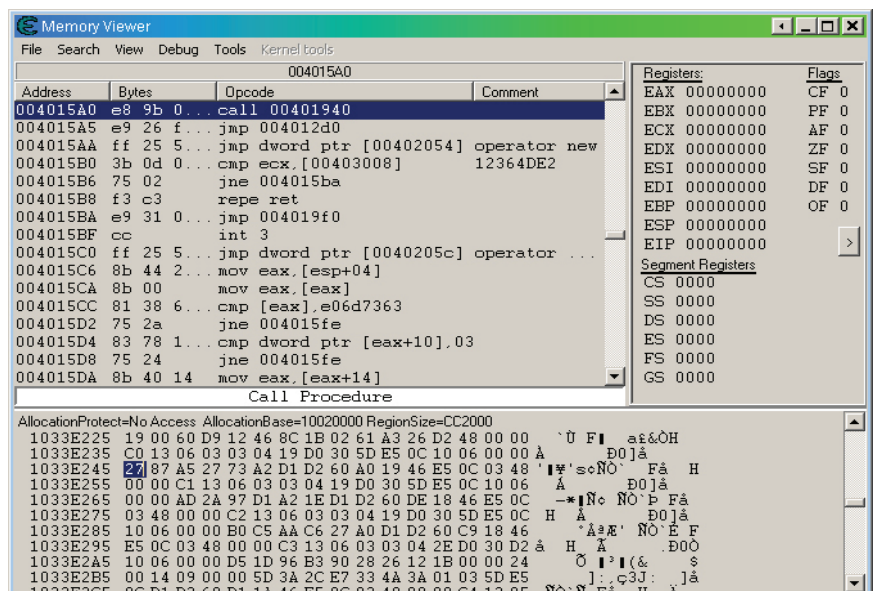 Memory Viewer
File Search View Debug Tools Kernel tools
004015A0
Address Bytes Opcode Comment
004015A0 e8 9b 0... call 00401940
004015A5 e9 26 f... jmp 004012d0
004015AA ff 25 5... jmp dword ptr [00402054] operator new
004015B0 3b 0d 0... cmp ecx,[00403008] 12364DE2
004015B6 75 02 jne 004015ba
004015B8 f3 c3 repe ret
004015BA e9 31 0... jmp 004019f0
004015BF cc int 3
004015C0 ff 25 5... jmp dword ptr [0040205c] operator ...
004015C6 8b 44 2... mov eax,[esp+04]
004015CA 8b 00 mov eax,[eax]
004015CC 81 38 6... cmp [eax],e06d7363
004015D2 75 2a jne 004015fe
004015D4 83 78 1... cmp dword ptr [eax+10],03
004015D8 75 24 jne 004015fe
004015DA 8b 40 14 mov eax,[eax+14]
Call Procedure
Registers: Flags
EAX 00000000 CF 0
EBX 00000000 PF 0
ECX 00000000 AF 0
EDX 00000000 ZF 0
ESI 00000000 SF 0
EDI 00000000 DF 0
EBP 00000000 OF 0
ESP 00000000
EIP 00000000
>
Segment Registers
CS 0000
SS 0000
DS 0000
ES 0000
FS 0000
GS 0000
AllocationProtect=No Access AllocationBase=10020000 RegionSize=CC2000
1033E225 19 00 60 D9 12 46 8C 1B 02 61 A3 26 D2 48 00 00 `Ù F a£&ÒH
1033E235 C0 13 06 03 03 04 19 D0 30 5D E5 0C 10 06 00 00 À Ð0]å
1033E245 27 87 A5 27 73 A2 D1 D2 60 A0 19 46 E5 0C 03 48 '¥'s¢ÑÒ` Få H
1033E255 00 00 C1 13 06 03 03 04 19 D0 30 5D E5 0C 10 06 Á Ð0]å
1033E265 00 00 AD 2A 97 D1 A2 1E D1 D2 60 DE 18 46 E5 0C -*Ñ¢ ÑÒ`Þ Få
1033E275 03 48 00 00 C2 13 06 03 03 04 19 D0 30 5D E5 0C H Â Ð0]å
1033E285 10 06 00 00 B0 C5 AA C6 27 A0 D1 D2 60 C9 18 46 °ÅªÆ' ÑÒ`É F
1033E295 E5 0C 03 48 00 00 C3 13 06 03 03 04 2E D0 30 D2 å H Ã .Ð0Ò
1033E2A5 10 06 00 00 D5 1D 96 B3 90 28 26 12 1B 00 00 24 Õ ³(& $
1033E2B5 00 14 09 00 00 5D 3A 2C E7 33 4A 3A 01 03 5D E5 ]:,ç3J: ]å